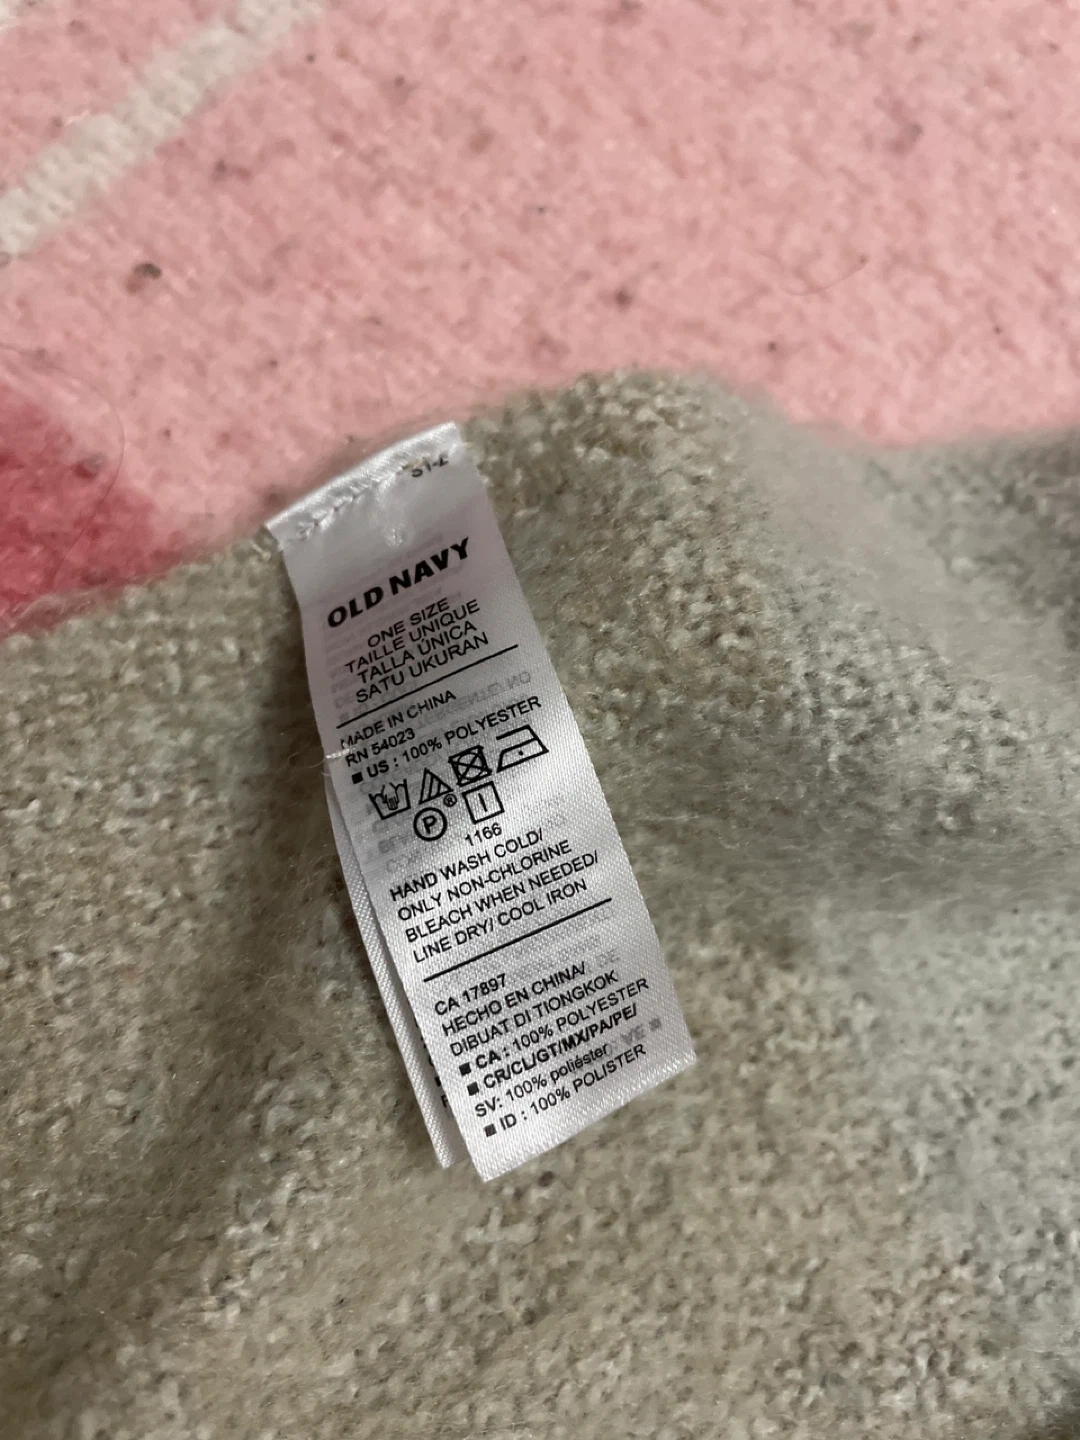 OLD NAVY
ONE SIZE
TAILLE UNIQUE
TALLA ÚNICA
SATU UKURAN
MADE IN CHINA
RN 54023
■ US : 100% POLYESTER
P ®
1166
HAND WASH COLD/
ONLY NON-CHLORINE
BLEACH WHEN NEEDED/
LINE DRY/ COOL IRON
CA 17897
HECHO EN CHINA/
DIBUAT DI TIONGKOK
■ CA : 100% POLYESTER
■ CR/CL/GT/MX/PA/PE/
SV: 100% poliéster
■ ID : 100% POLISTER